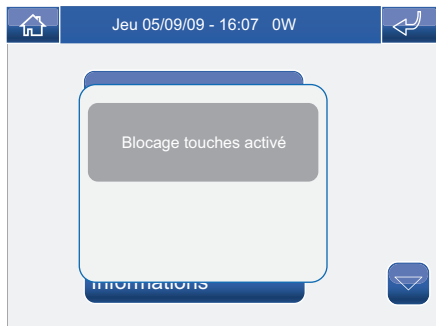 Jeu 05/09/09 - 16:07 0W
Blocage touches activé
Informations